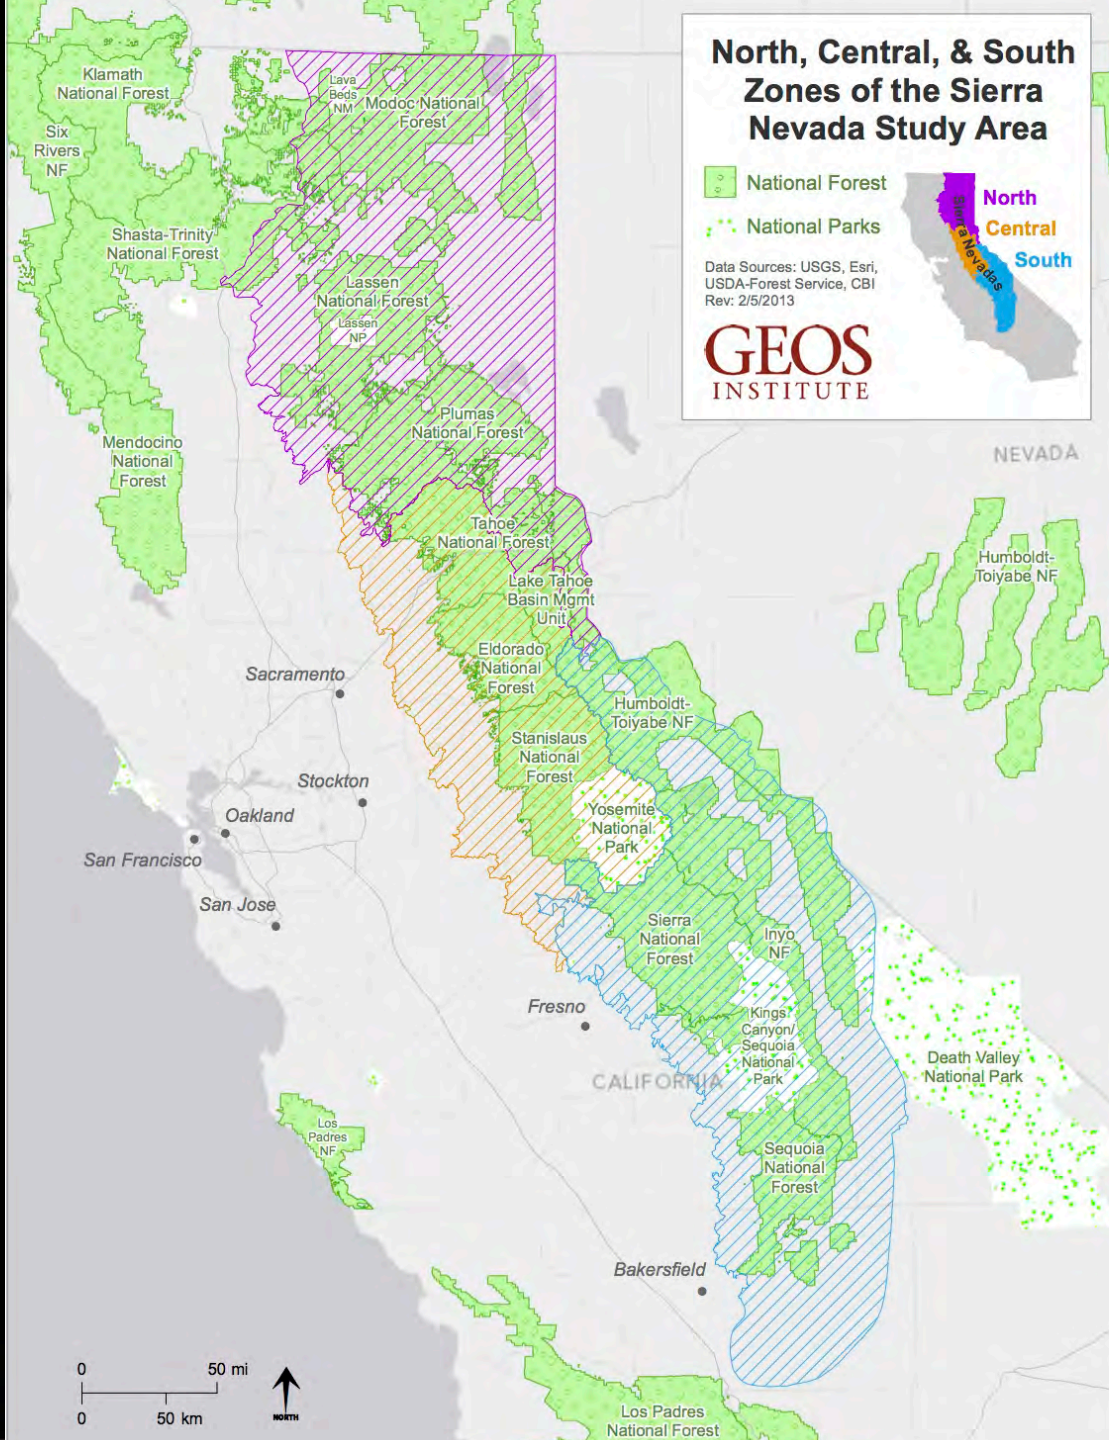 North, Central, & South
Zones of the Sierra
Nevada Study Area
National Forest
National Parks
Data Sources: USGS, Esri,
USDA-Forest Service, CBI
Rev: 2/5/2013
GEOS
INSTITUTE
North
Central
South
Sierra Nevadas
Klamath
National Forest
Six
Rivers
NF
Lava
Beds
NM
Modoc National
Forest
Shasta-Trinity
National Forest
Lassen
National Forest
Lassen
NP
Plumas
National Forest
Mendocino
National
Forest
NEVADA
Tahoe
National Forest
Humboldt-
Toiyabe NF
Lake Tahoe
Basin Mgmt
Unit
Eldorado
National
Forest
Sacramento
Humboldt-
Toiyabe NF
Stanislaus
National
Forest
Stockton
Oakland
Yosemite
National
Park
San Francisco
San Jose
Sierra
National
Forest
Inyo
NF
Fresno
Kings
Canyon/
Sequoia
National
Park
Death Valley
National Park
CALIFORNIA
Los
Padres
NF
Sequoia
National
Forest
Bakersfield
0 50 mi
0 50 km
NORTH
Los Padres
National Forest